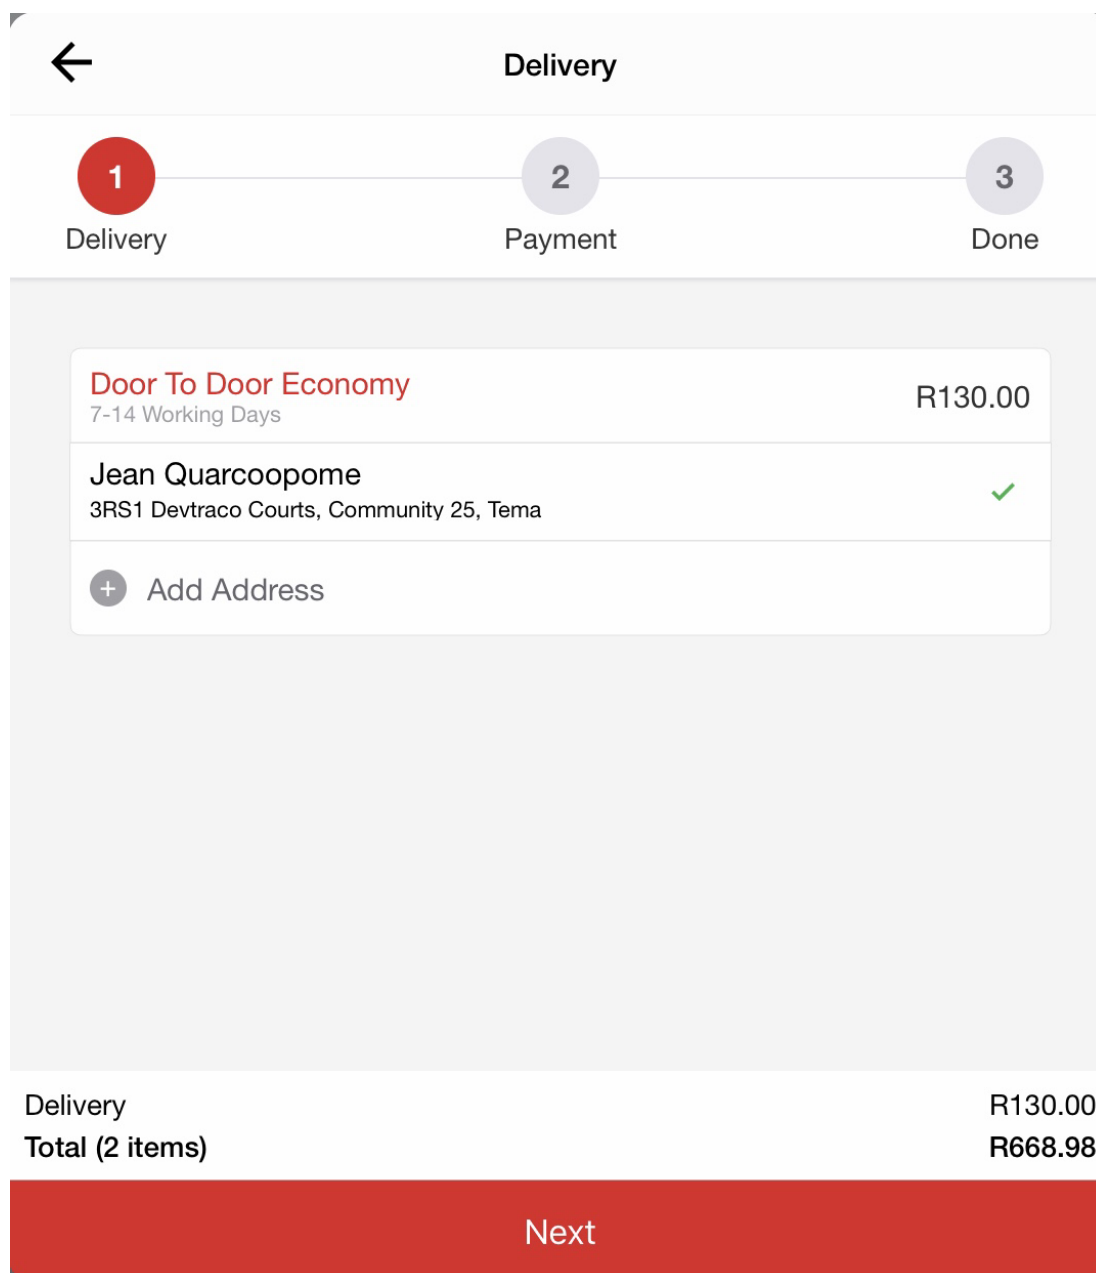 Delivery
1
2
3
Delivery
Payment
Done
Door To Door Economy
7-14 Working Days
R130.00
Jean Quarcoopome
3RS1 Devtraco Courts, Community 25, Tema
+ Add Address
Delivery R130.00
Total (2 items) R668.98
Next